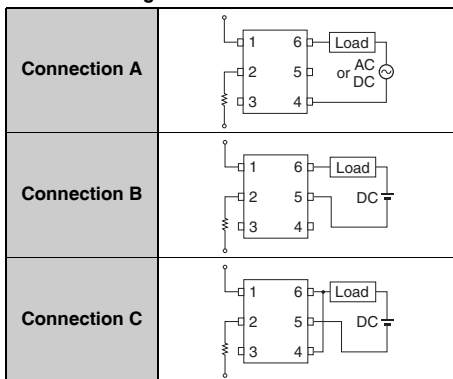 Connection A
1 6 Load
2 5 or AC DC
3 4
Connection B
1 6 Load
2 5 DC
3 4
Connection C
1 6 Load
2 5 DC
3 4